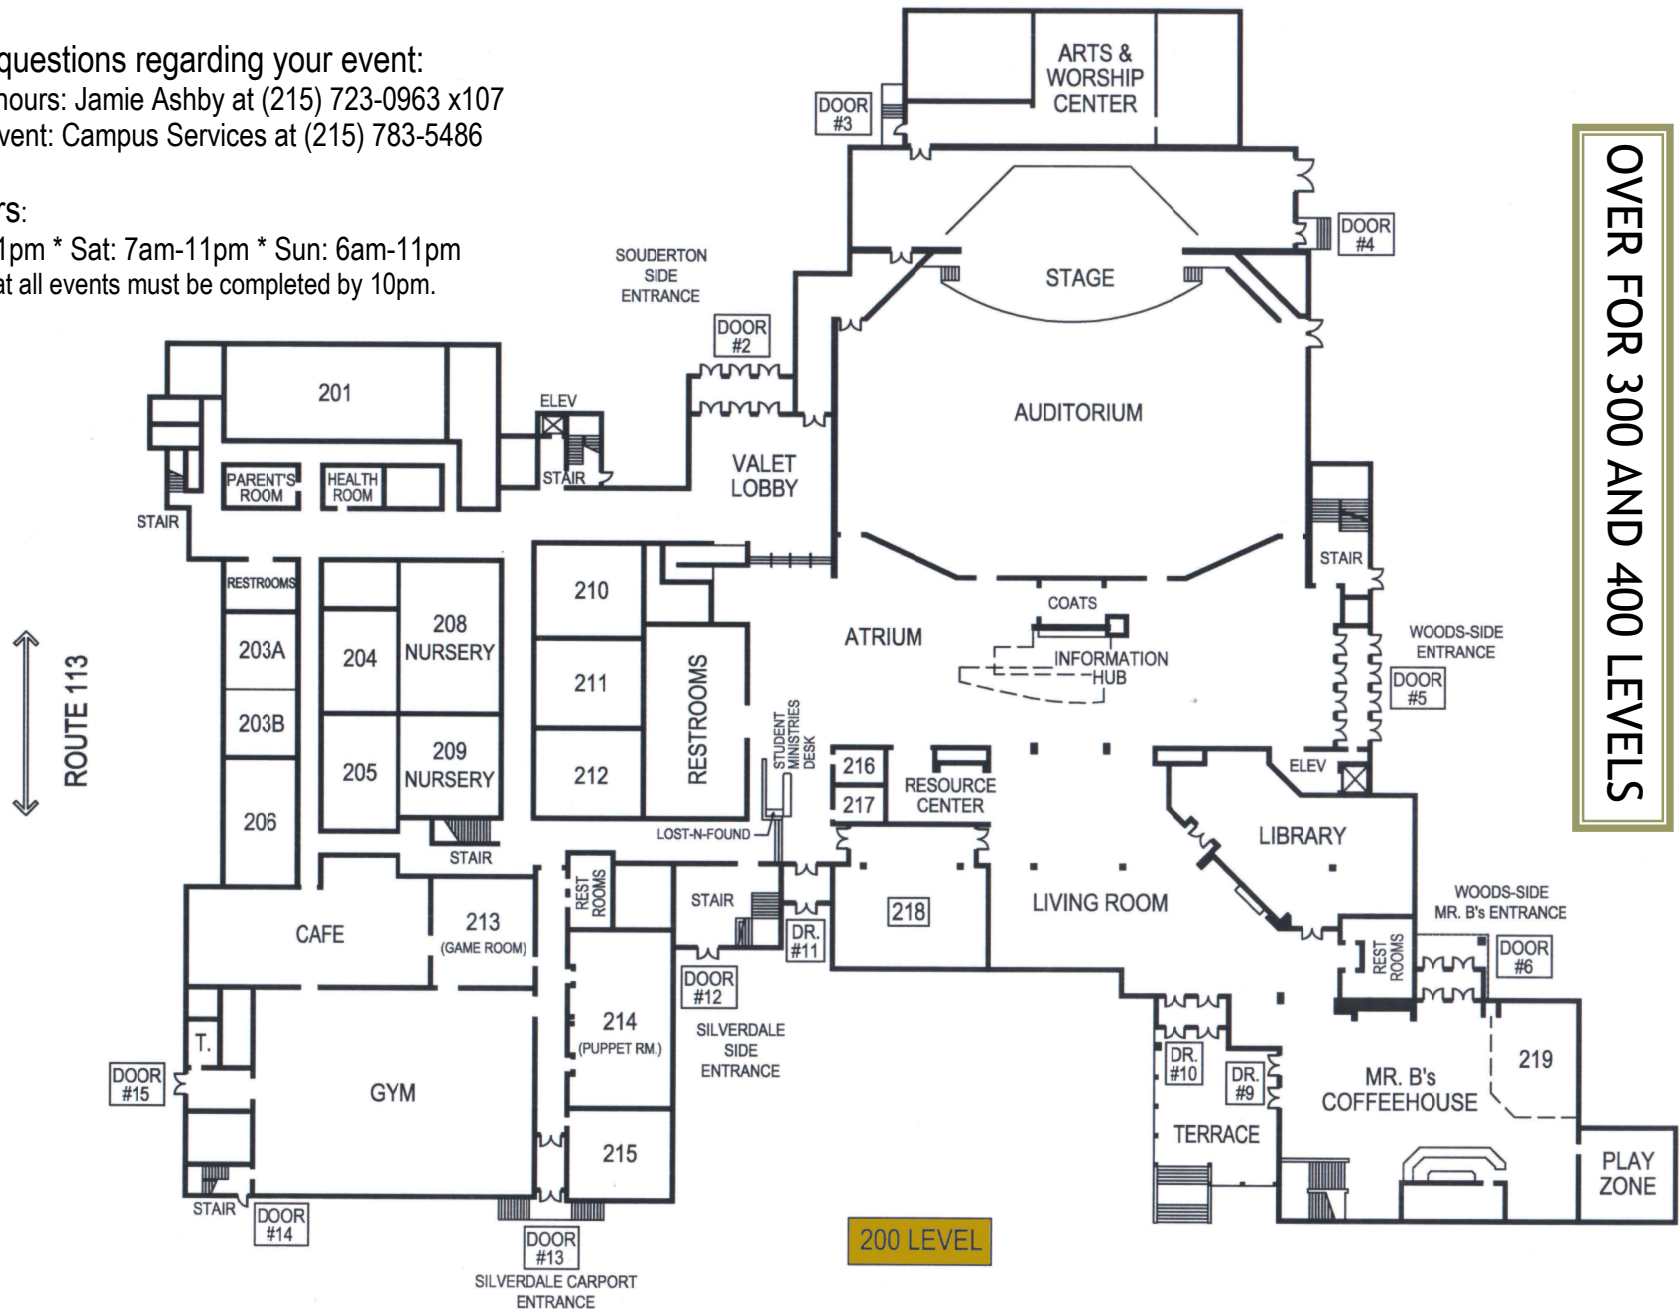 questions regarding your event:
hours: Jamie Ashby at (215) 723-0963 x107
vent: Campus Services at (215) 783-5486
rs:
1pm * Sat: 7am-11pm * Sun: 6am-11pm
at all events must be completed by 10pm.
OVER FOR 300 AND 400 LEVELS
ARTS &
WORSHIP
CENTER
DOOR
#3
DOOR
#4
STAGE
SOUDERTON
SIDE
ENTRANCE
DOOR
#2
AUDITORIUM
201
ELEV
STAIR
VALET
LOBBY
PARENT'S
ROOM
HEALTH
ROOM
STAIR
STAIR
RESTROOMS
203A
203B
206
204
205
208
NURSERY
209
NURSERY
STAIR
210
211
212
RESTROOMS
STUDENT
MINISTRIES
DESK
LOST-N-FOUND
ATRIUM
COATS
INFORMATION
HUB
WOODS-SIDE
ENTRANCE
DOOR
#5
ROUTE 113
216
217
RESOURCE
CENTER
ELEV
LIBRARY
218
LIVING ROOM
WOODS-SIDE
MR. B's ENTRANCE
DOOR
#6
REST
ROOMS
CAFE
213
(GAME ROOM)
REST
ROOMS
STAIR
DR.
#11
DOOR
#12
SILVERDALE
SIDE
ENTRANCE
214
(PUPPET RM.)
215
T.
DOOR
#15
GYM
STAIR
DOOR
#14
DOOR
#13
SILVERDALE CARPORT
ENTRANCE
DR.
#10
DR.
#9
TERRACE
MR. B's
COFFEEHOUSE
219
PLAY
ZONE
200 LEVEL